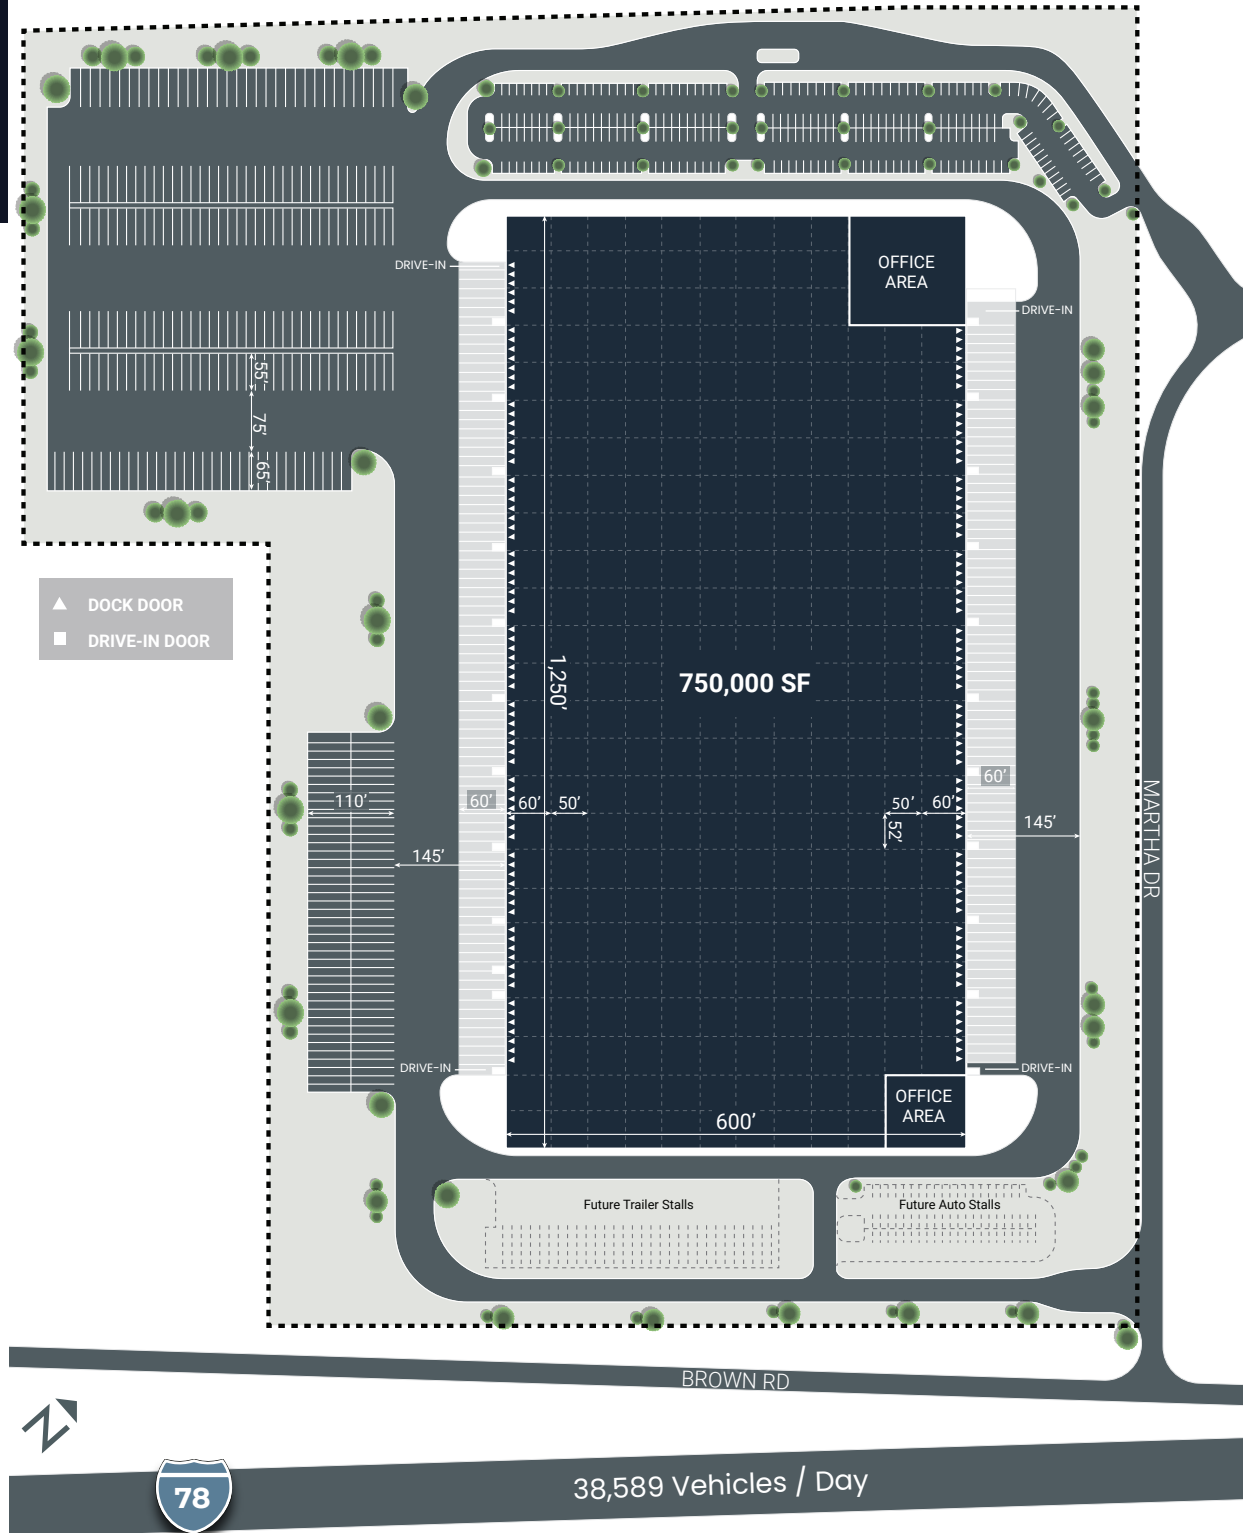 OFFICE
AREA
DRIVE-IN
DRIVE-IN
55'
75'
65'
DOCK DOOR
DRIVE-IN DOOR
1,250'
750,000 SF
60'
110'
60'
60'
50'
50'
60'
52'
145'
145'
MARTHA DR
DRIVE-IN
DRIVE-IN
OFFICE
AREA
600'
Future Trailer Stalls
Future Auto Stalls
BROWN RD
N
78
38,589 Vehicles / Day